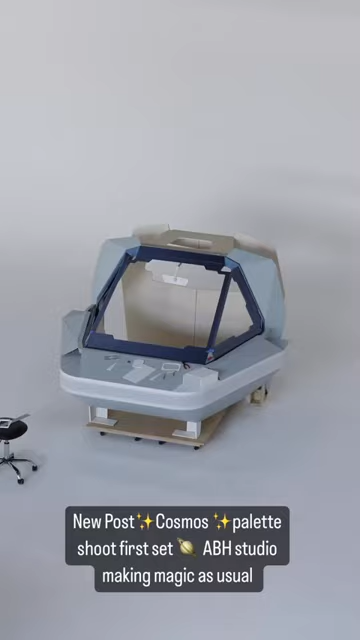 New Post✨Cosmos ✨palette
shoot first set 🪐 ABH studio
making magic as usual